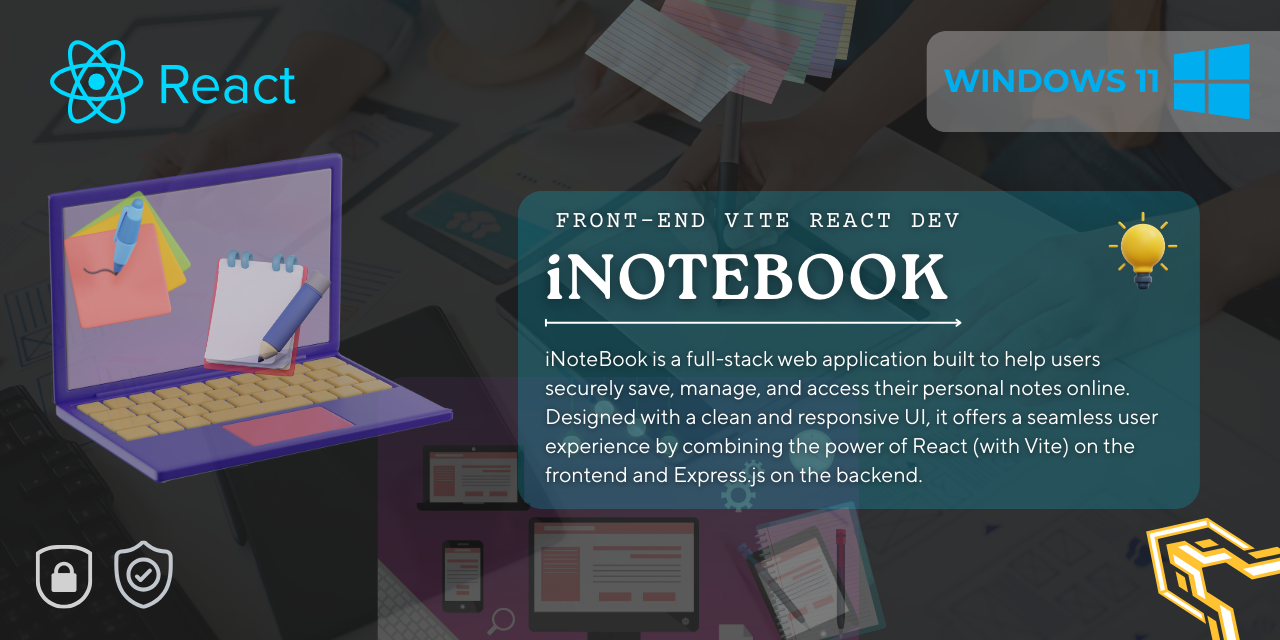 React
WINDOWS 11
FRONT-END VITE REACT DEV
iNOTEBOOK
iNoteBook is a full-stack web application built to help users
securely save, manage, and access their personal notes online.
Designed with a clean and responsive UI, it offers a seamless user
experience by combining the power of React (with Vite) on the
frontend and Express.js on the backend.